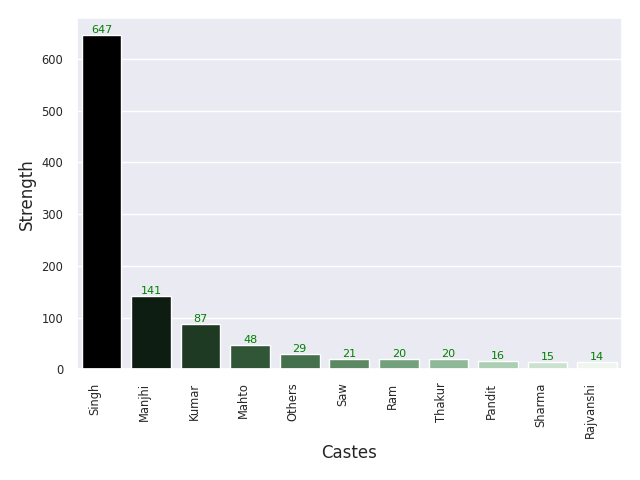 647
600
500
400
300
200
100
0
Strength
141
87
48
29
21
20
20
16
15
14
Singh
Manjhi
Kumar
Mahto
Others
Saw
Ram
Thakur
Pandit
Sharma
Rajvanshi
Castes